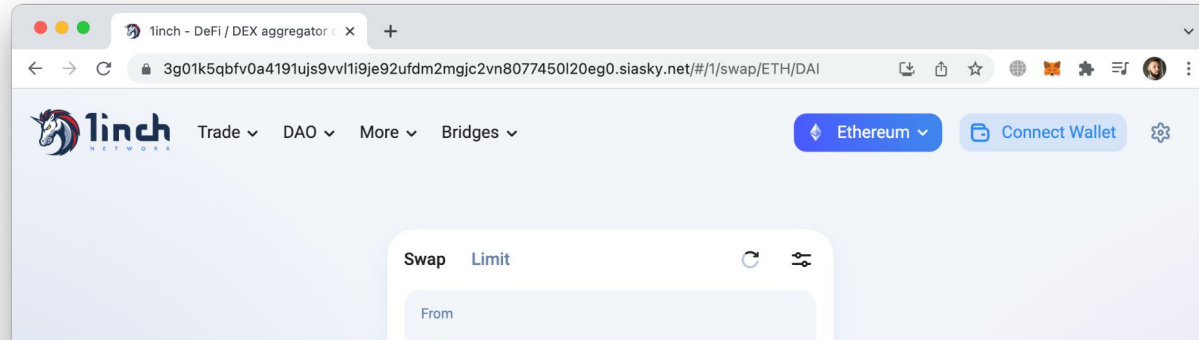 1inch - DeFi / DEX aggregator
3g01k5qbfv0a4191ujs9vvl1i9je92ufdm2mgjc2vn8077450l20eg0.siasky.net/#/1/swap/ETH/DAI
1inch Trade DAO More Bridges Ethereum Connect Wallet
NETWORK
Swap Limit
From